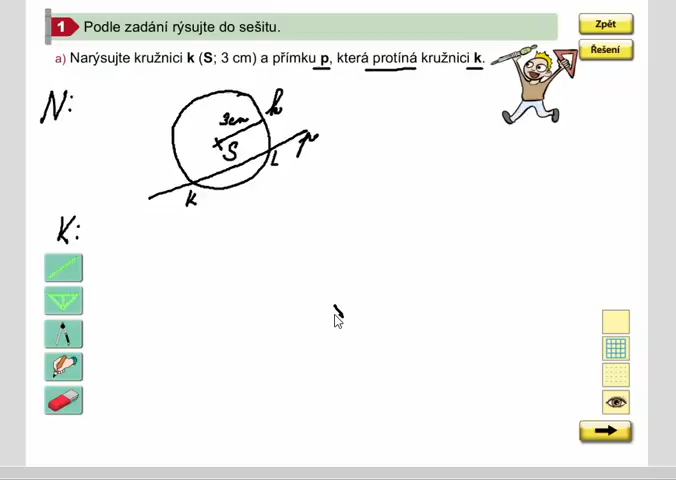 1 Podle zadání rýsujte do sešitu.
Zpět
a) Narýsujte kružnici k (S; 3 cm) a přímku p, která protíná kružnici k.
Řešení
N:
3cm
k
S
L
p
K
K: